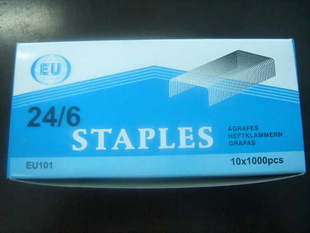 EU
24/6
STAPLES
AGRAFES
HEFTKLAMMERN
GRAPAS
EU101
10x1000pcs